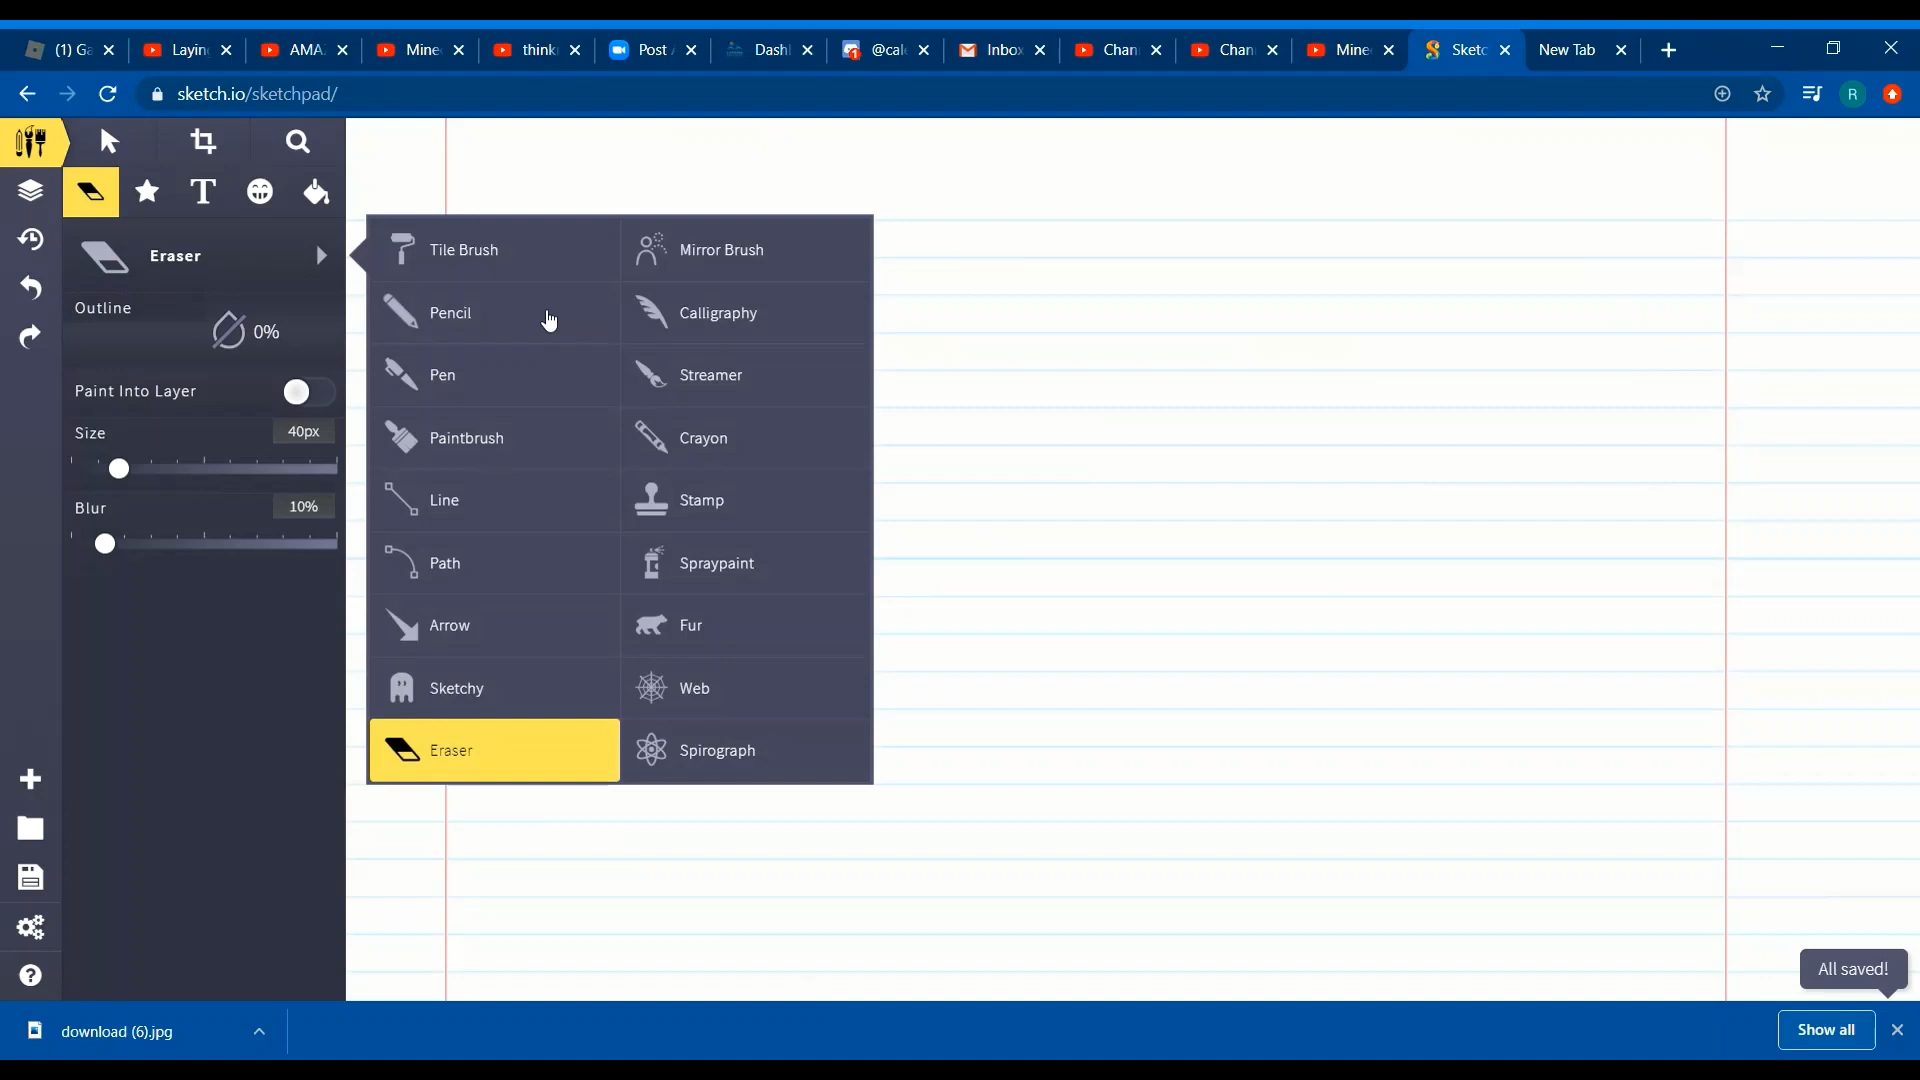 (1) Ga
Layin
AMA
Mine
think
Post
Dash
@cal
Inbox
Chan
Chan
Mine
Sketc
New Tab
sketch.io/sketchpad/
R
T
Eraser
Outline
0%
Paint Into Layer
Size 40px
Blur 10%
Tile Brush Mirror Brush
Pencil Calligraphy
Pen Streamer
Paintbrush Crayon
Line Stamp
Path Spraypaint
Arrow Fur
Sketchy Web
Eraser Spirograph
All saved!
download (6).jpg
Show all